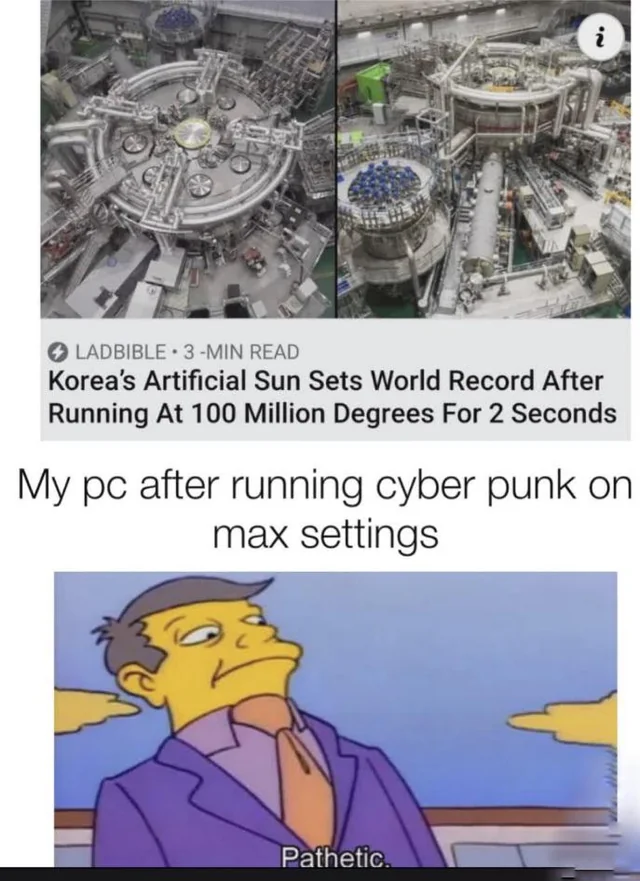 i
LADBIBLE • 3 -MIN READ
Korea's Artificial Sun Sets World Record After
Running At 100 Million Degrees For 2 Seconds
My pc after running cyber punk on
max settings
Pathetic.